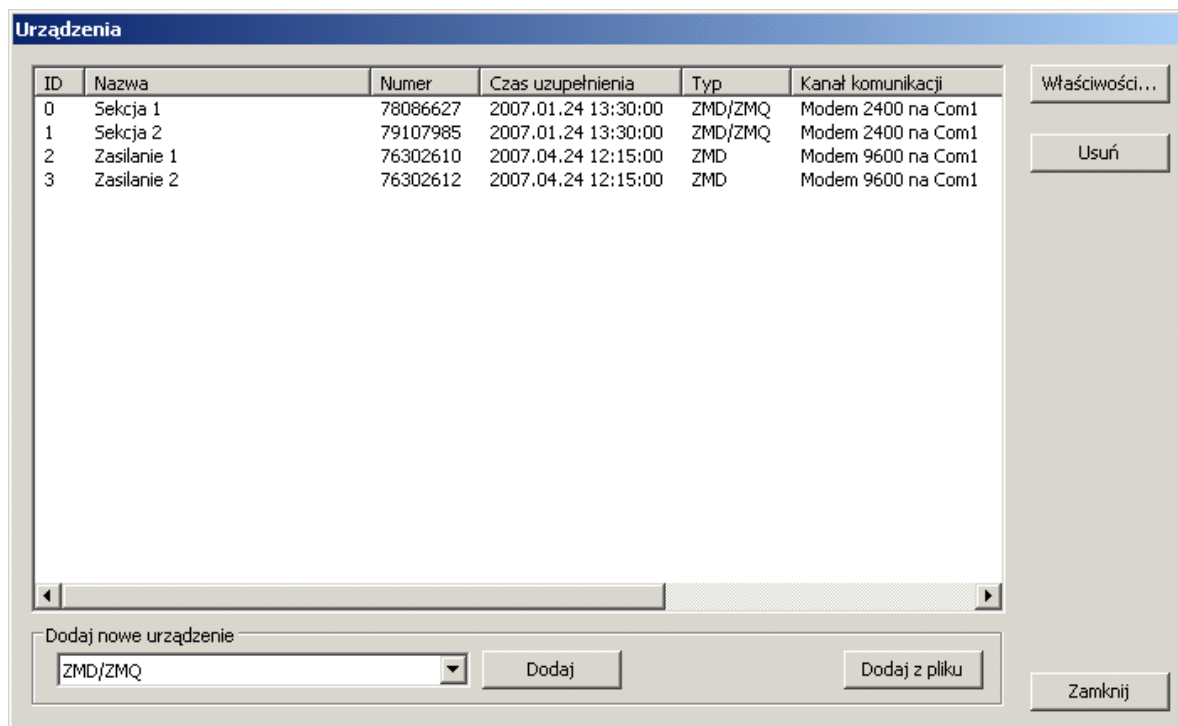 Urządzenia
ID Nazwa Numer Czas uzupełnienia Typ Kanał komunikacji
0 Sekcja 1 78086627 2007.01.24 13:30:00 ZMD/ZMQ Modem 2400 na Com1
1 Sekcja 2 79107985 2007.01.24 13:30:00 ZMD/ZMQ Modem 2400 na Com1
2 Zasilanie 1 76302610 2007.04.24 12:15:00 ZMD Modem 9600 na Com1
3 Zasilanie 2 76302612 2007.04.24 12:15:00 ZMD Modem 9600 na Com1
Właściwości...
Usuń
Dodaj nowe urządzenie
ZMD/ZMQ Dodaj Dodaj z pliku
Zamknij